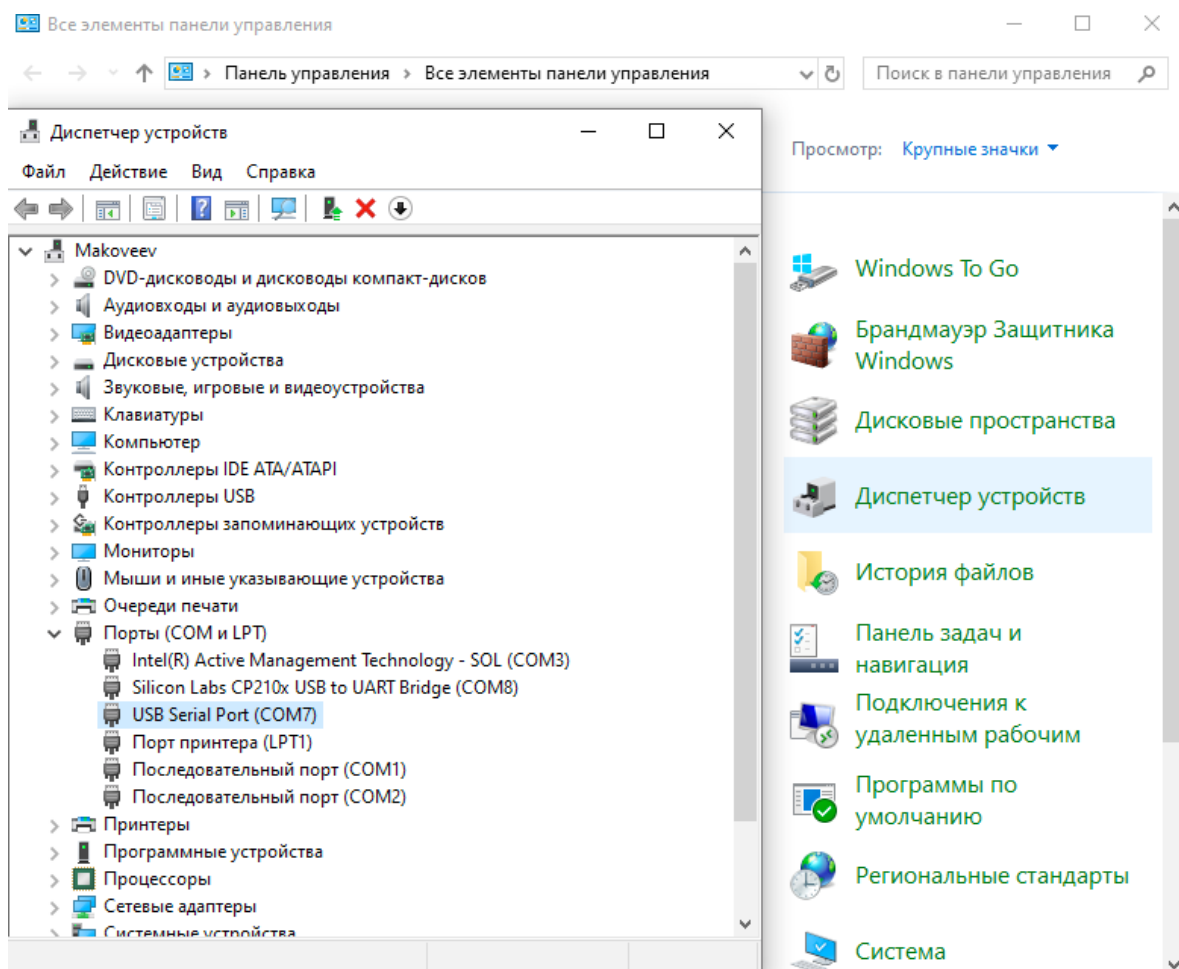 Все элементы панели управления
Панель управления > Все элементы панели управления
Поиск в панели управления
Диспетчер устройств
Файл Действие Вид Справка
Makoveev
DVD-дисководы и дисководы компакт-дисков
Аудиовходы и аудиовыходы
Видеоадаптеры
Дисковые устройства
Звуковые, игровые и видеоустройства
Клавиатуры
Компьютер
Контроллеры IDE ATA/ATAPI
Контроллеры USB
Контроллеры запоминающих устройств
Мониторы
Мыши и иные указывающие устройства
Очереди печати
Порты (COM и LPT)
Intel(R) Active Management Technology - SOL (COM3)
Silicon Labs CP210x USB to UART Bridge (COM8)
USB Serial Port (COM7)
Порт принтера (LPT1)
Последовательный порт (COM1)
Последовательный порт (COM2)
Принтеры
Программные устройства
Процессоры
Сетевые адаптеры
Системные устройства
Просмотр: Крупные значки
Windows To Go
Брандмауэр Защитника
Windows
Дисковые пространства
Диспетчер устройств
История файлов
Панель задач и
навигация
Подключения к
удаленным рабочим
Программы по
умолчанию
Региональные стандарты
Система